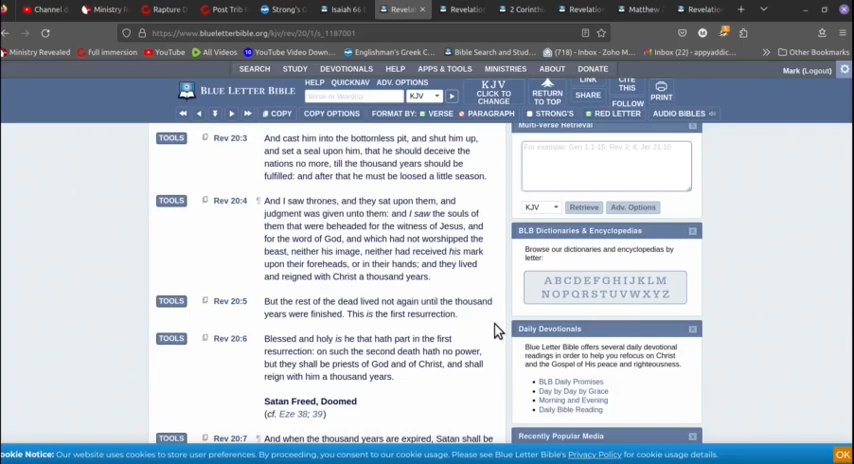 Channel d
Ministry R
Rapture D
Post Trib
Strong's C
Isaiah 66
Revelat
Revelation
2 Corinth
Revelation
Matthew
Revelation
https://www.blueletterbible.org/kjv/rev/20/1/s_1187001
Ministry Revealed
full immersion
YouTube
All Videos
YouTube Video Down...
Englishman's Greek C...
Bible Search and Stud...
(718) - Inbox - Zoho M...
Inbox (22) - appyaddic...
Other Bookmarks
SEARCH STUDY DEVOTIONALS HELP APPS & TOOLS MINISTRIES ABOUT DONATE
Mark (Logout)
BLUE LETTER BIBLE
HELP QUICKNAV ADV. OPTIONS
Verse or Word(s)
KJV
KJV
CLICK TO
CHANGE
RETURN
TO TOP
LINK
SHARE
CITE
THIS
FOLLOW
PRINT
COPY COPY OPTIONS FORMAT BY: VERSE PARAGRAPH STRONG'S RED LETTER AUDIO BIBLES
TOOLS Rev 20:3 And cast him into the bottomless pit, and shut him up,
and set a seal upon him, that he should deceive the
nations no more, till the thousand years should be
fulfilled: and after that he must be loosed a little season.
TOOLS Rev 20:4 ¶ And I saw thrones, and they sat upon them, and
judgment was given unto them: and I saw the souls of
them that were beheaded for the witness of Jesus, and
for the word of God, and which had not worshipped the
beast, neither his image, neither had received his mark
upon their foreheads, or in their hands; and they lived
and reigned with Christ a thousand years.
TOOLS Rev 20:5 But the rest of the dead lived not again until the thousand
years were finished. This is the first resurrection.
TOOLS Rev 20:6 Blessed and holy is he that hath part in the first
resurrection: on such the second death hath no power,
but they shall be priests of God and of Christ, and shall
reign with him a thousand years.
Satan Freed, Doomed
(cf. Eze 38; 39)
TOOLS Rev 20:7 ¶ And when the thousand years are expired, Satan shall be
Multi-Verse Retrieval
For example: Gen 1:1-15, Rev 3, 4; Jer 21:10
KJV Retrieve Adv. Options
BLB Dictionaries & Encyclopedias
Browse our dictionaries and encyclopedias by
letter:
A B C D E F G H I J K L M
N O P Q R S T U V W X Y Z
Daily Devotionals
Blue Letter Bible offers several daily devotional
readings in order to help you refocus on Christ
and the Gospel of His peace and righteousness.
BLB Daily Promises
Day by Day by Grace
Morning and Evening
Daily Bible Reading
Recently Popular Media
ookie Notice: Our website uses cookies to store user preferences. By proceeding, you consent to our cookie usage. Please see Blue Letter Bible's Privacy Policy for cookie usage details.
OK